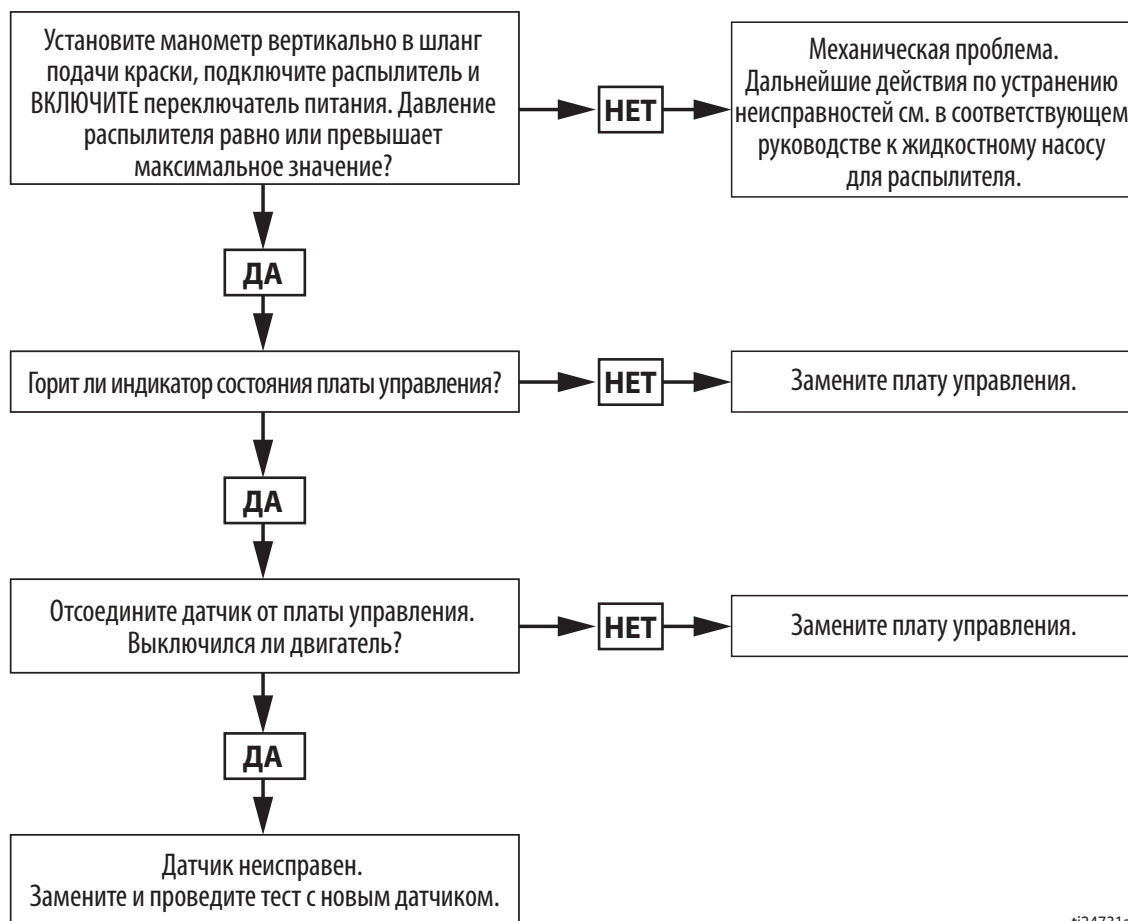 Установите манометр вертикально в шланг
подачи краски, подключите распылитель и
ВКЛЮЧИТЕ переключатель питания. Давление
распылителя равно или превышает
максимальное значение?
НЕТ
Механическая проблема.
Дальнейшие действия по устранению
неисправностей см. в соответствующем
руководстве к жидкостному насосу
для распылителя.
ДА
Горит ли индикатор состояния платы управления?
НЕТ
Замените плату управления.
ДА
Отсоедините датчик от платы управления.
Выключился ли двигатель?
НЕТ
Замените плату управления.
ДА
Датчик неисправен.
Замените и проведите тест с новым датчиком.